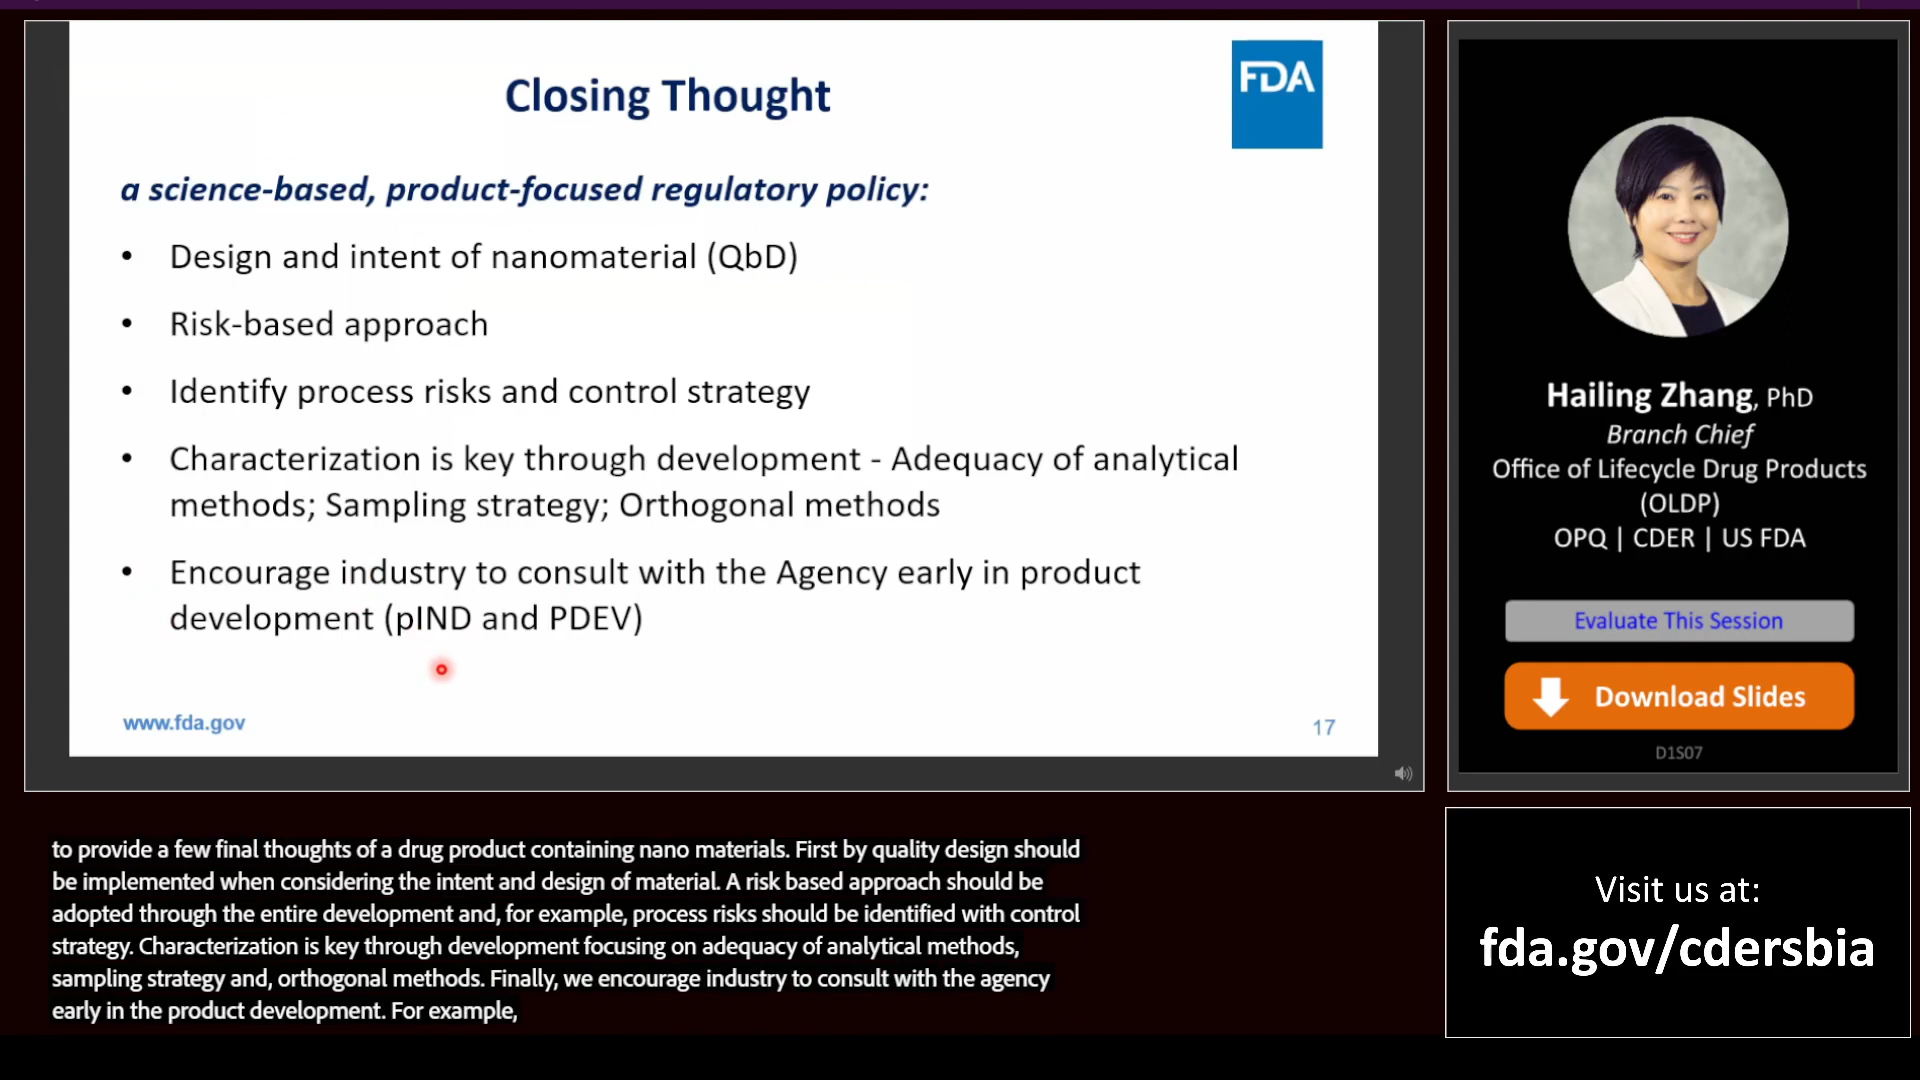 Closing Thought
FDA
a science-based, product-focused regulatory policy:
• Design and intent of nanomaterial (QbD)
• Risk-based approach
• Identify process risks and control strategy
• Characterization is key through development - Adequacy of analytical
methods; Sampling strategy; Orthogonal methods
• Encourage industry to consult with the Agency early in product
development (pIND and PDEV)
www.fda.gov
17
Hailing Zhang, PhD
Branch Chief
Office of Lifecycle Drug Products
(OLDP)
OPQ | CDER | US FDA
Evaluate This Session
Download Slides
D1S07
to provide a few final thoughts of a drug product containing nano materials. First by quality design should
be implemented when considering the intent and design of material. A risk based approach should be
adopted through the entire development and, for example, process risks should be identified with control
strategy. Characterization is key through development focusing on adequacy of analytical methods,
sampling strategy and, orthogonal methods. Finally, we encourage industry to consult with the agency
early in the product development. For example,
Visit us at:
fda.gov/cdersbia